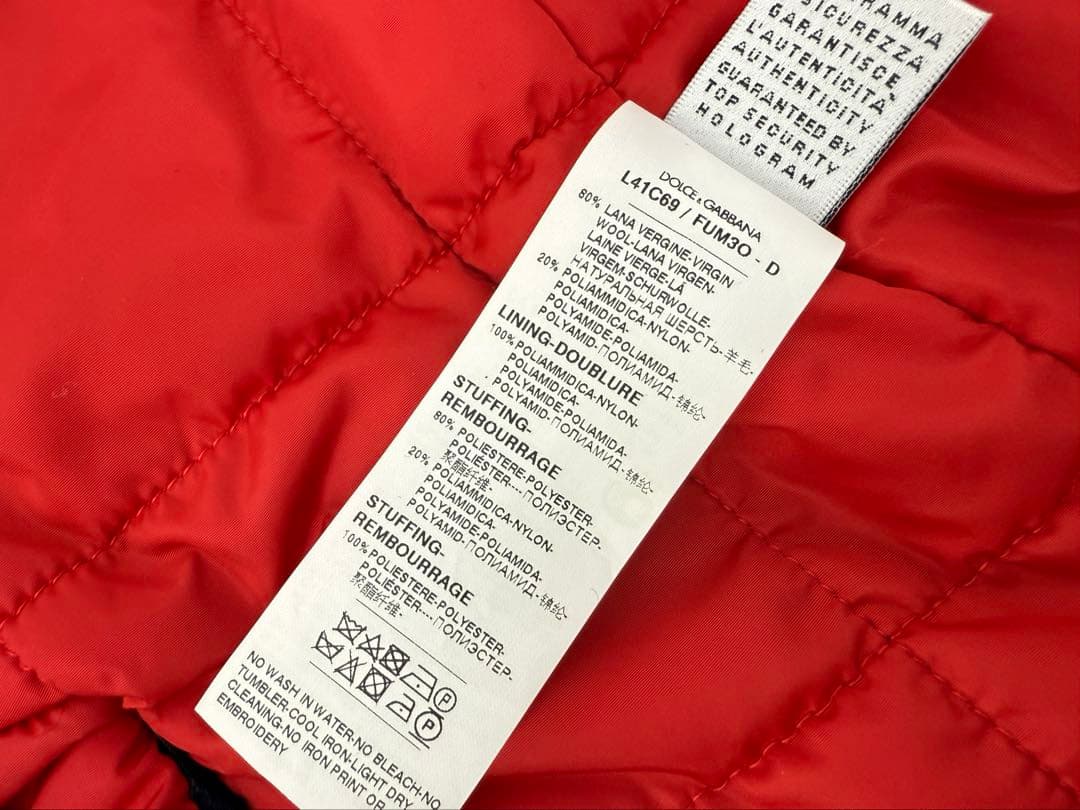 RAMMA
SICUREZZA
GARANTISCE
L'AUTENTICITA'
AUTHENTICITY
GUARANTEED BY
TOP SECURITY
HOLOGRAM
DOLCE & GABBANA
L41C69 / FUM3O - D
80% LANA VERGINE-VIRGIN
WOOL-LANA VIRGEN-
LAINE VIERGE-LÃ
VIRGEM-SCHURWOLLE-
НАТУРАЛЬНАЯ ШЕРСТЬ-羊毛
20% POLIAMMIDICA-NYLON-
POLIAMIDICA-
POLYAMIDE-POLIAMIDA-
POLYAMID-ПОЛИАМИД-锦纶-
LINING-DOUBLURE
100% POLIAMMIDICA-NYLON-
POLIAMIDICA-
POLYAMIDE-POLIAMIDA-
POLYAMID-ПОЛИАМИД-锦纶-
STUFFING-
REMBOURRAGE
80% POLIESTERE-POLYESTER-
POLIÉSTER----ПОЛИЭСТЕР-
聚酯纤维-
20% POLIAMMIDICA-NYLON-
POLIAMIDICA-
POLYAMIDE-POLIAMIDA-
POLYAMID-ПОЛИАМИД-锦纶-
STUFFING-
REMBOURRAGE
100% POLIESTERE-POLYESTER-
POLIÉSTER----ПОЛИЭСТЕР-
聚酯纤维-
P
P
NO WASH IN WATER-NO BLEACH-NO
TUMBLER-COOL IRON-LIGHT DRY
CLEANING-NO IRON PRINT OR
EMBROIDERY